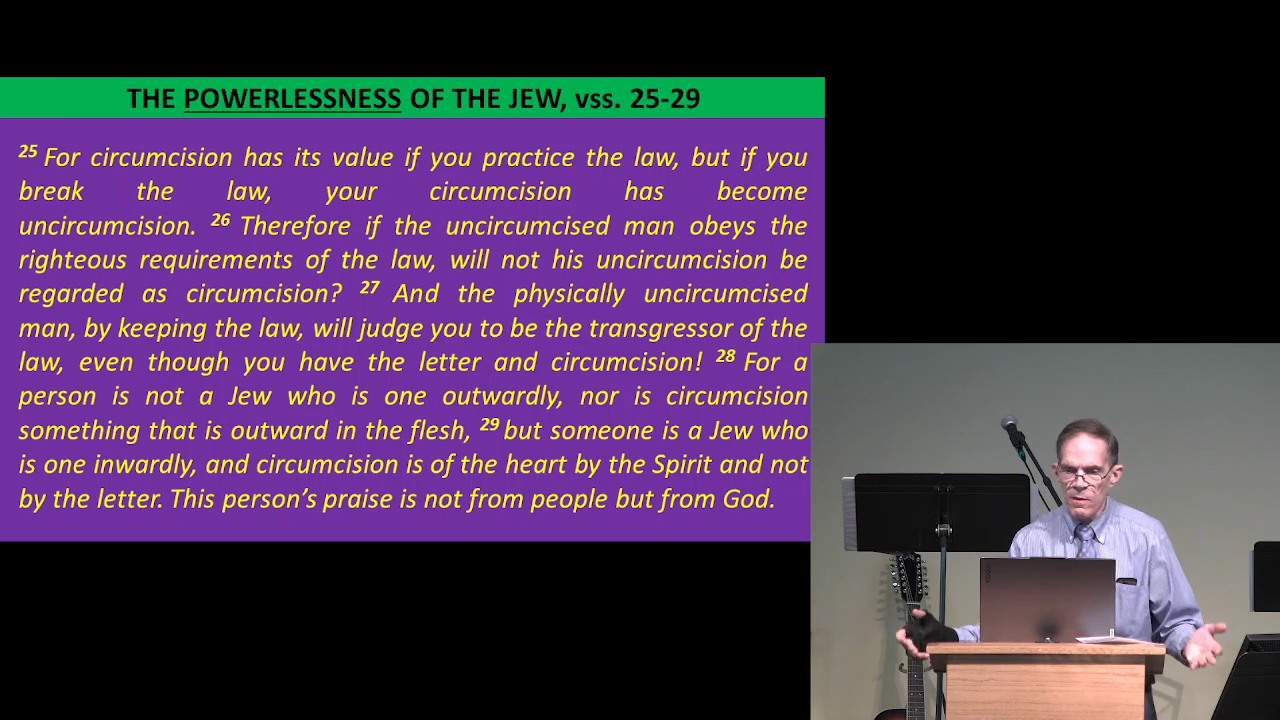 THE POWERLESSNESS OF THE JEW, vss. 25-29
25 For circumcision has its value if you practice the law, but if you
break the law, your circumcision has become
uncircumcision. 26 Therefore if the uncircumcised man obeys the
righteous requirements of the law, will not his uncircumcision be
regarded as circumcision? 27 And the physically uncircumcised
man, by keeping the law, will judge you to be the transgressor of the
law, even though you have the letter and circumcision! 28 For a
person is not a Jew who is one outwardly, nor is circumcision
something that is outward in the flesh, 29 but someone is a Jew who
is one inwardly, and circumcision is of the heart by the Spirit and not
by the letter. This person’s praise is not from people but from God.